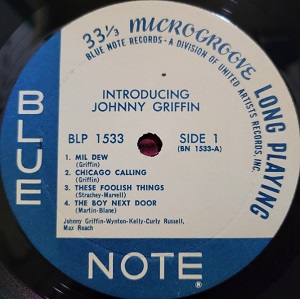 33⅓ MICROGROOVE LONG PLAYING
BLUE NOTE RECORDS - A DIVISION OF UNITED ARTISTS RECORDS, INC.
INTRODUCING
JOHNNY GRIFFIN
BLP 1533 SIDE 1
(BN 1533-A)
1. MIL DEW
(Griffin)
2. CHICAGO CALLING
(Griffin)
3. THESE FOOLISH THINGS
(Strachey-Marvell)
4. THE BOY NEXT DOOR
(Martin-Blane)
Johnny Griffin-Wynton-Kelly-Curly Russell,
Max Roach
BLUE
NOTE®